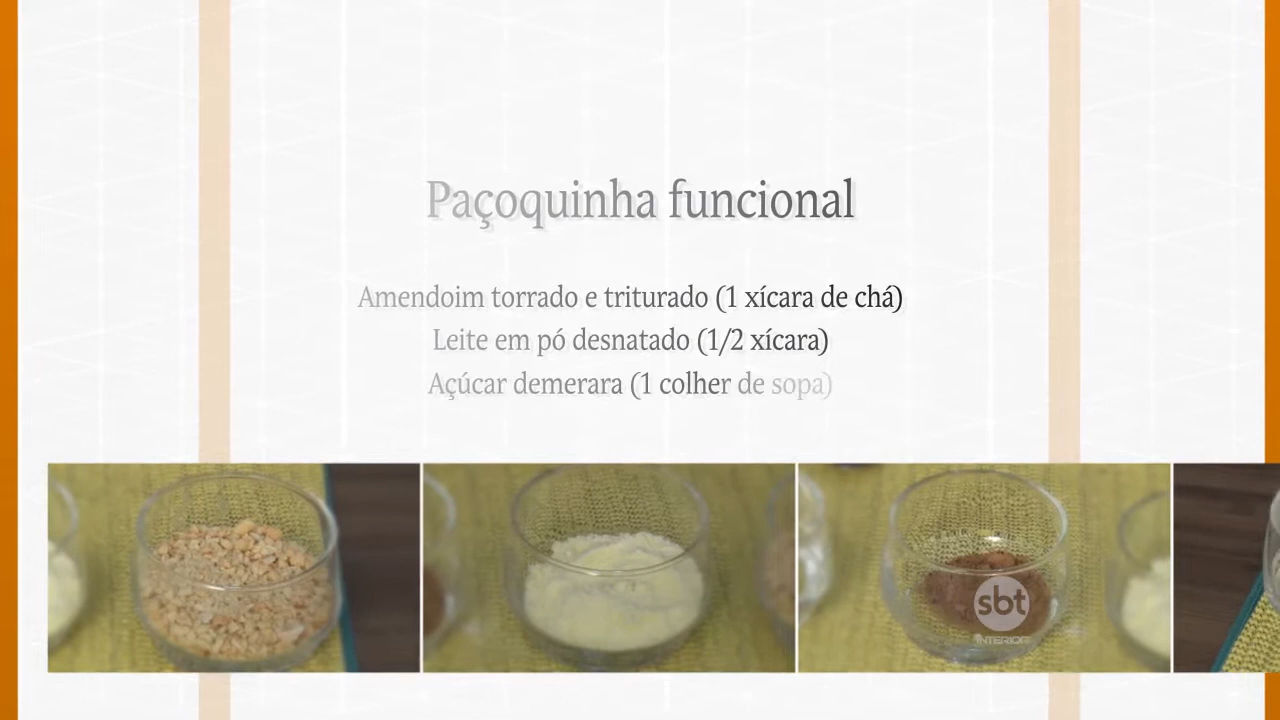 Paçoquinha funcional
Amendoim torrado e triturado (1 xícara de chá)
Leite em pó desnatado (1/2 xícara)
Açúcar demerara (1 colher de sopa)
sbt
INTERIOR